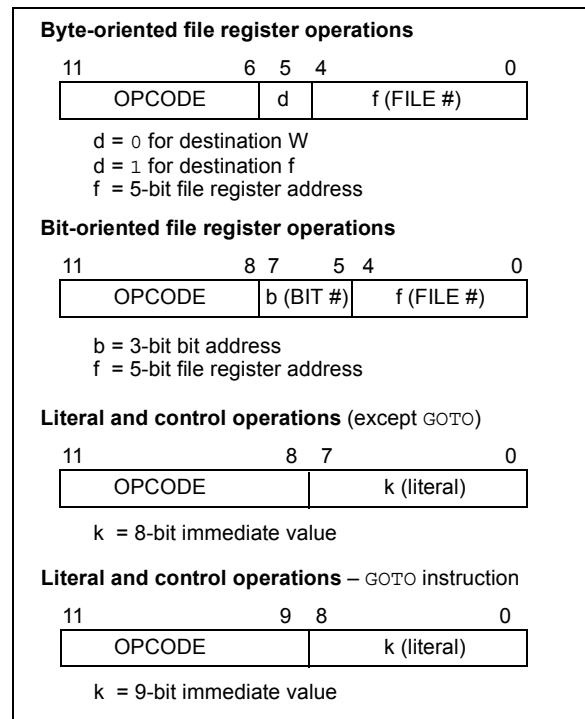 Byte-oriented file register operations
11 6 5 4 0
OPCODE d f (FILE #)
d = 0 for destination W
d = 1 for destination f
f = 5-bit file register address
Bit-oriented file register operations
11 8 7 5 4 0
OPCODE b (BIT #) f (FILE #)
b = 3-bit bit address
f = 5-bit file register address
Literal and control operations (except GOTO)
11 8 7 0
OPCODE k (literal)
k = 8-bit immediate value
Literal and control operations – GOTO instruction
11 9 8 0
OPCODE k (literal)
k = 9-bit immediate value